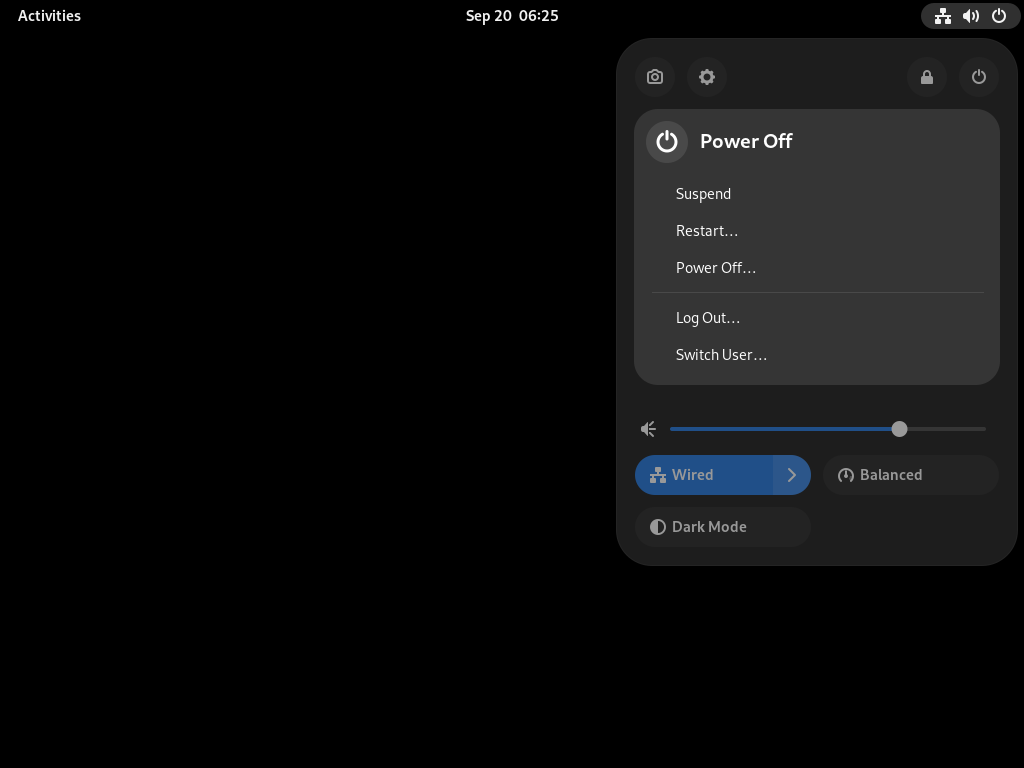 Activities
Sep 20 06:25
Power Off
Suspend
Restart…
Power Off…
Log Out…
Switch User…
Wired
Balanced
Dark Mode